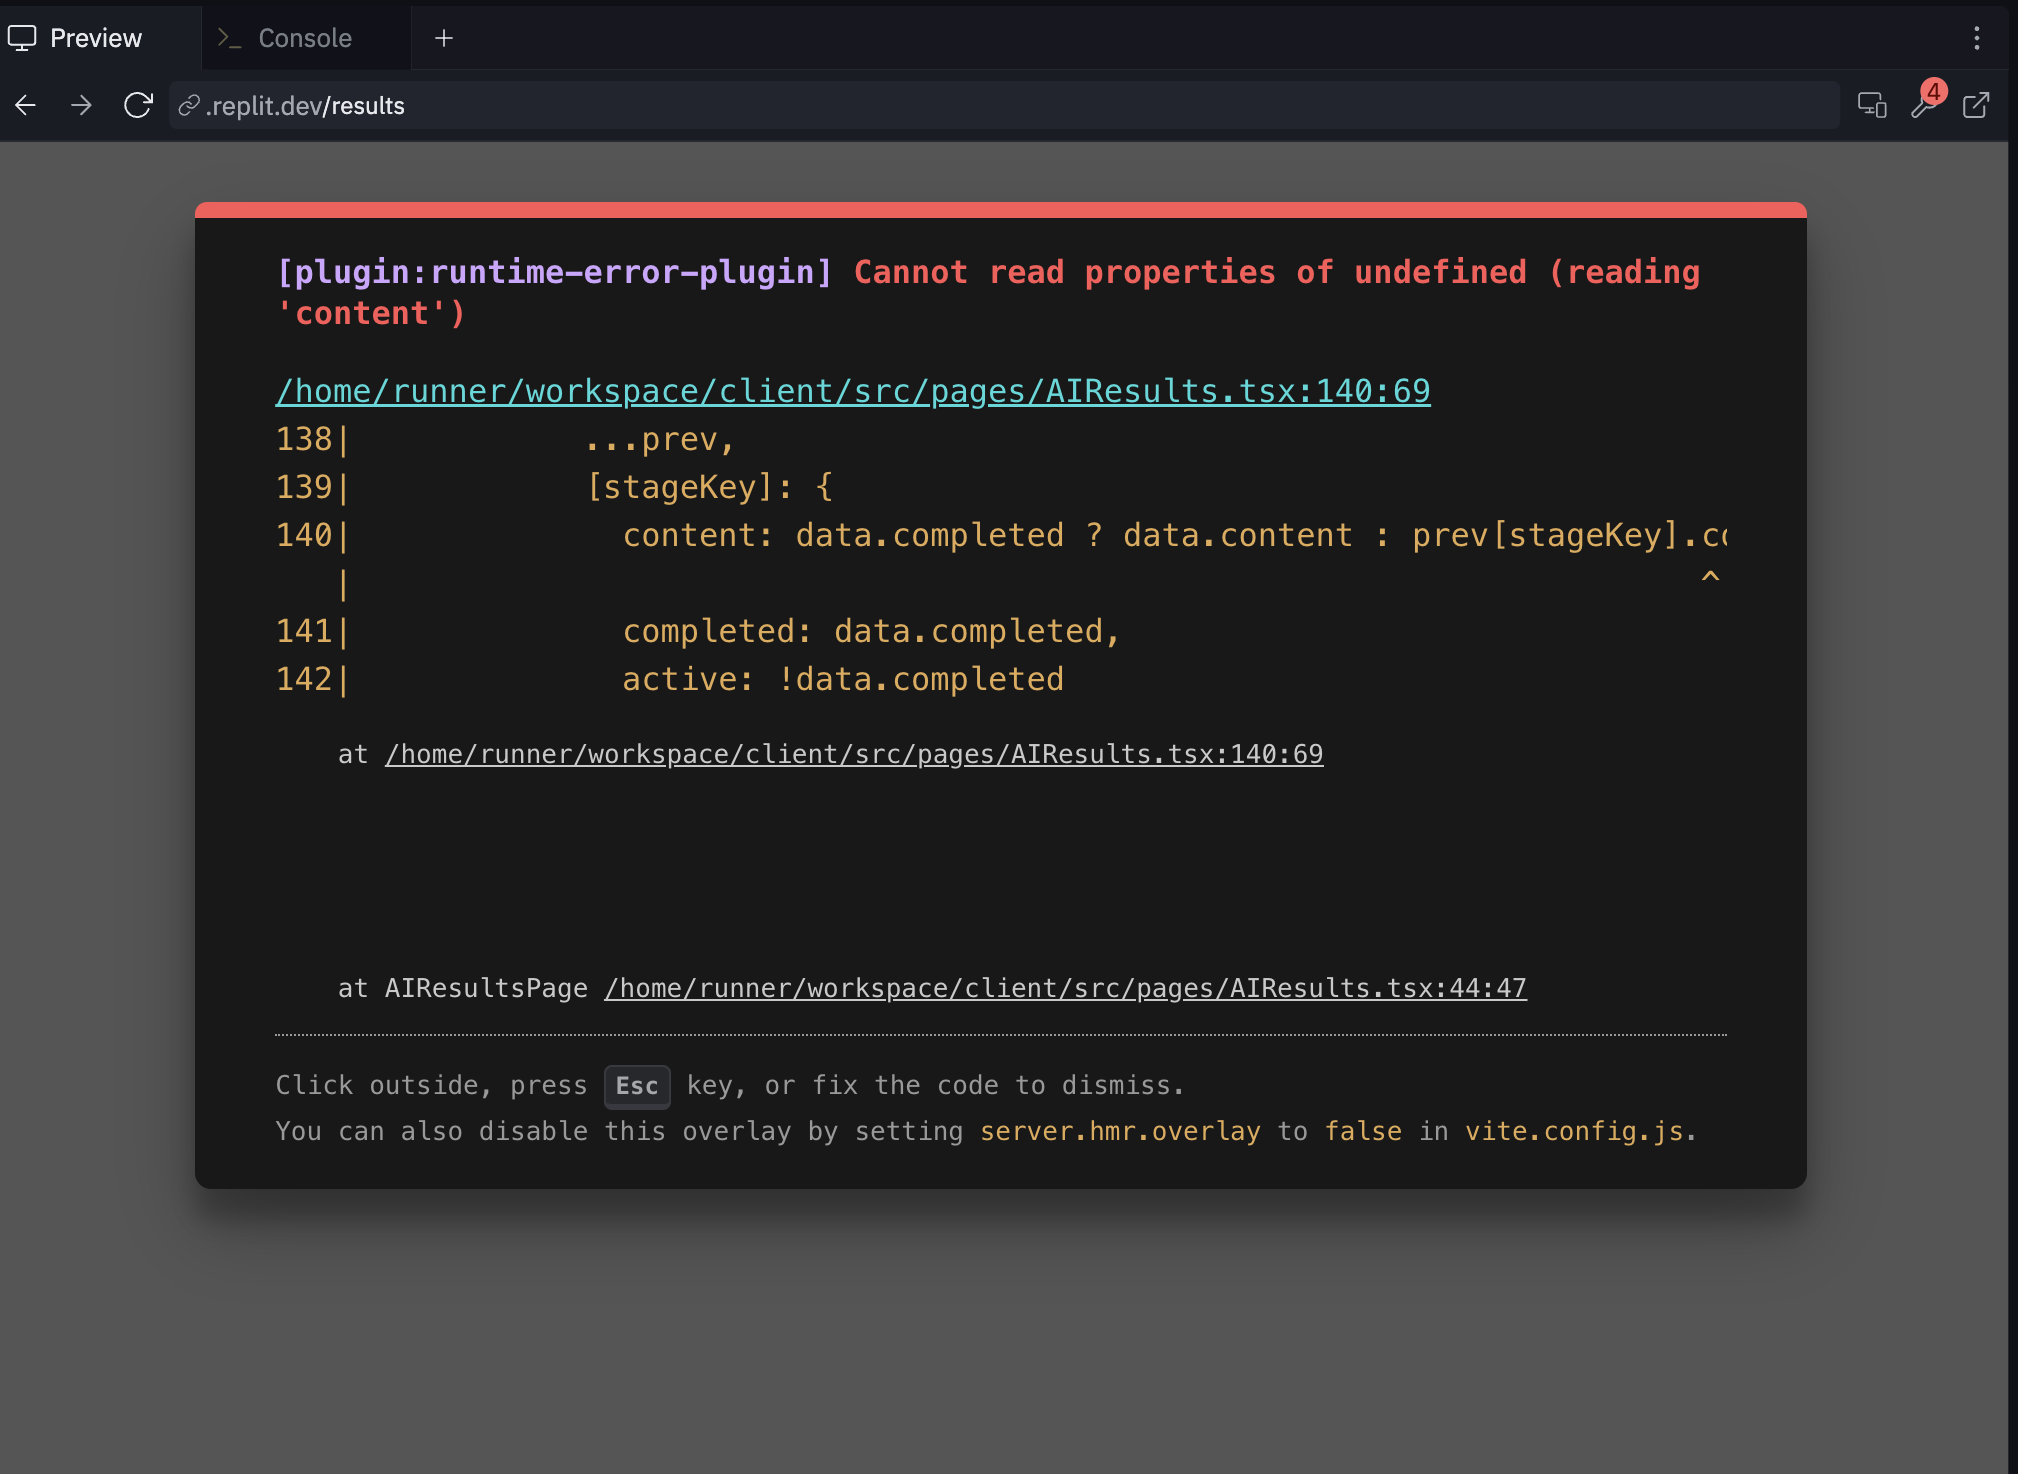 Preview
Console
.replit.dev/results
4
[plugin:runtime-error-plugin] Cannot read properties of undefined (reading
'content')
/home/runner/workspace/client/src/pages/AIResults.tsx:140:69
138|            ...prev,
139|            [stageKey]: {
140|              content: data.completed ? data.content : prev[stageKey].co
|                                                                      ^
141|              completed: data.completed,
142|              active: !data.completed
at /home/runner/workspace/client/src/pages/AIResults.tsx:140:69
at AIResultsPage /home/runner/workspace/client/src/pages/AIResults.tsx:44:47
Click outside, press Esc key, or fix the code to dismiss.
You can also disable this overlay by setting server.hmr.overlay to false in vite.config.js.